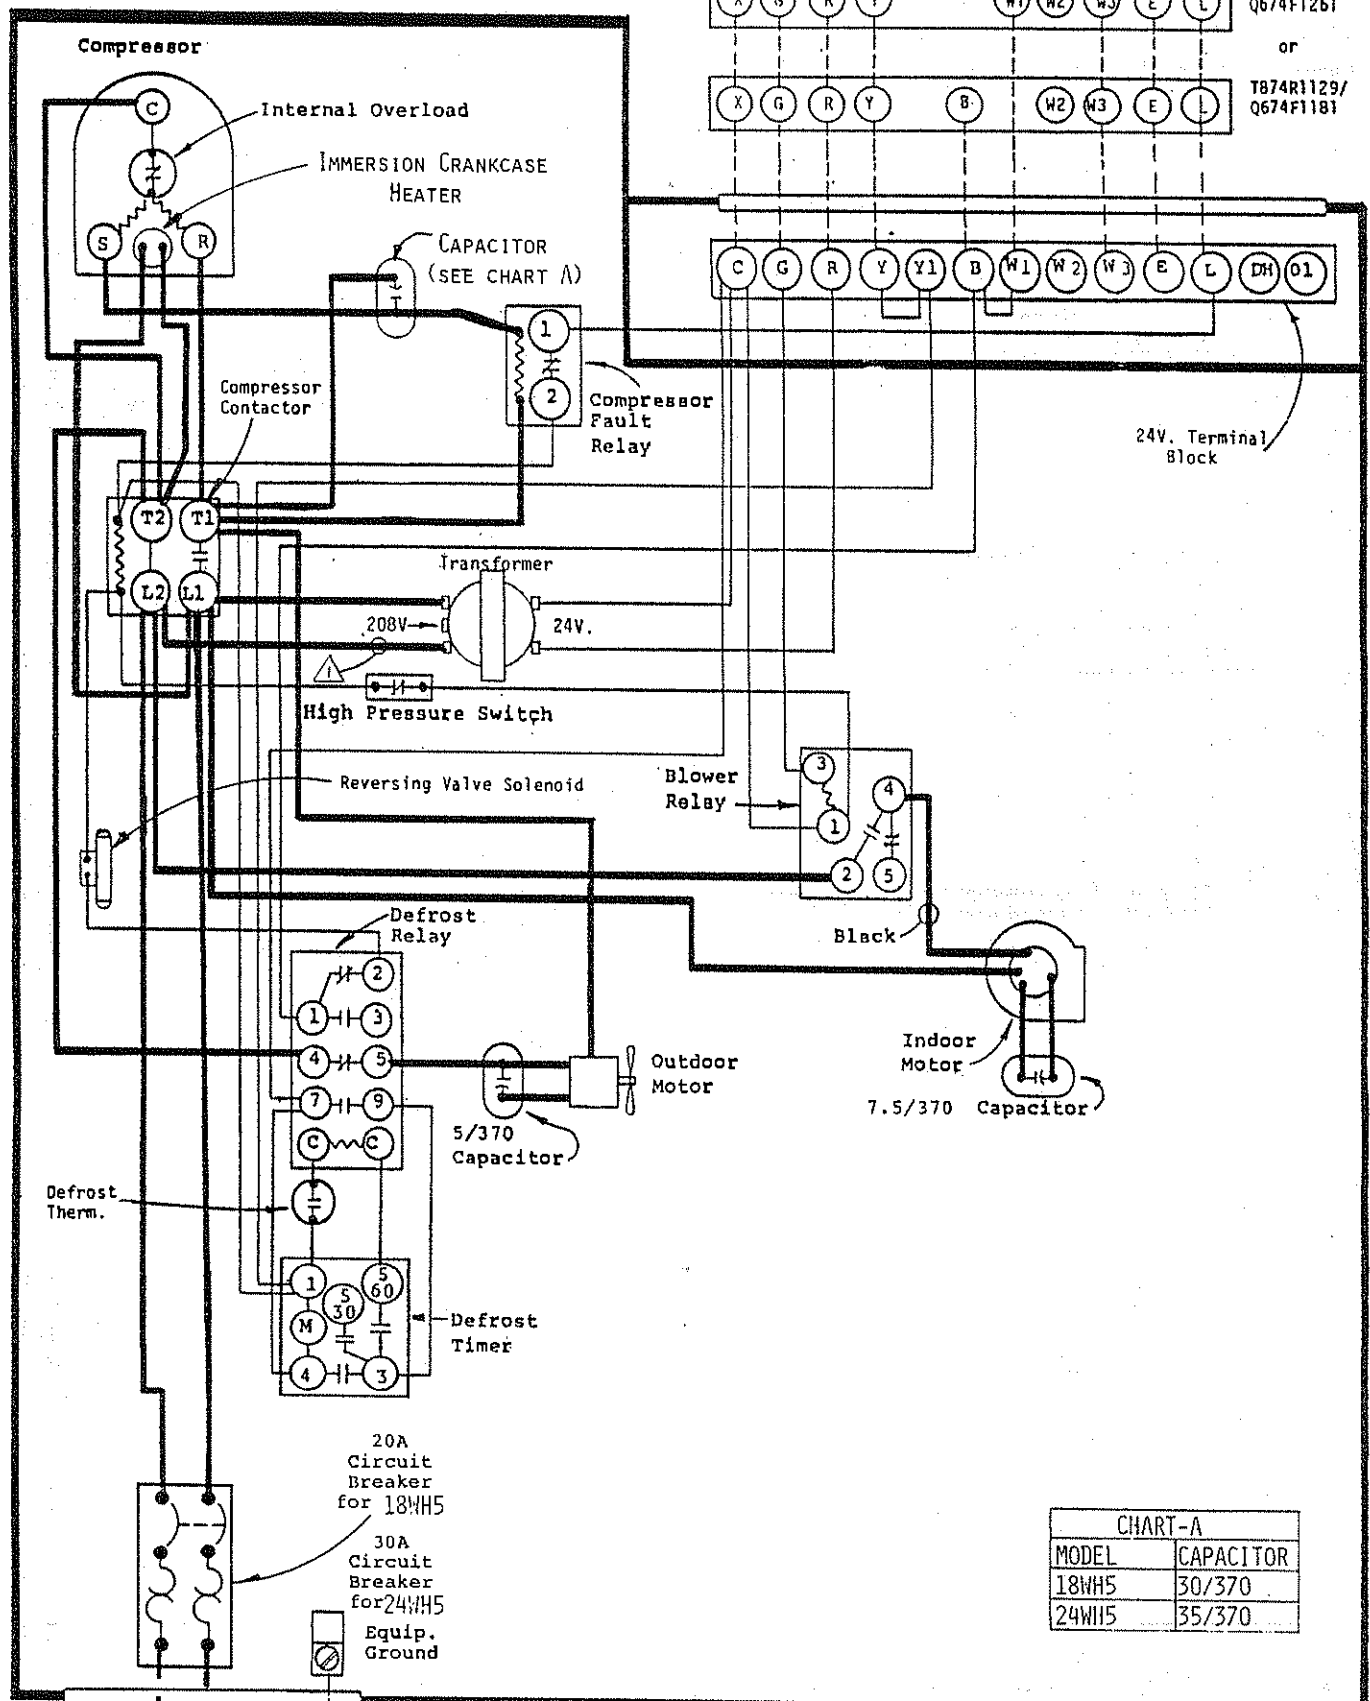 X G R Y W1 W2 W3 E L
Q674F1261
or
X G R Y B W2 W3 E L
T874R1129/
Q674F1181
Compressor
C
Internal Overload
IMMERSION CRANKCASE
HEATER
S R
CAPACITOR
(SEE CHART A)
C G R Y Y1 B W1 W2 W3 E L DH 01
1
2
Compressor
Fault
Relay
Compressor
Contactor
24V. Terminal
Block
T2 T1
L2 L1
Transformer
208V
24V.
1
High Pressure Switch
Reversing Valve Solenoid
Blower
Relay
3
4
1
2 5
Black
Defrost
Relay
2
1 3
4 5
7 9
C C
Outdoor
Motor
5/370
Capacitor
Indoor
Motor
7.5/370 Capacitor
Defrost
Therm.
1
S
30
S
60
M
4 3
Defrost
Timer
20A
Circuit
Breaker
for 18WH5
30A
Circuit
Breaker
for 24WH5
Equip.
Ground
CHART-A
MODEL CAPACITOR
18WH5 30/370
24WH5 35/370